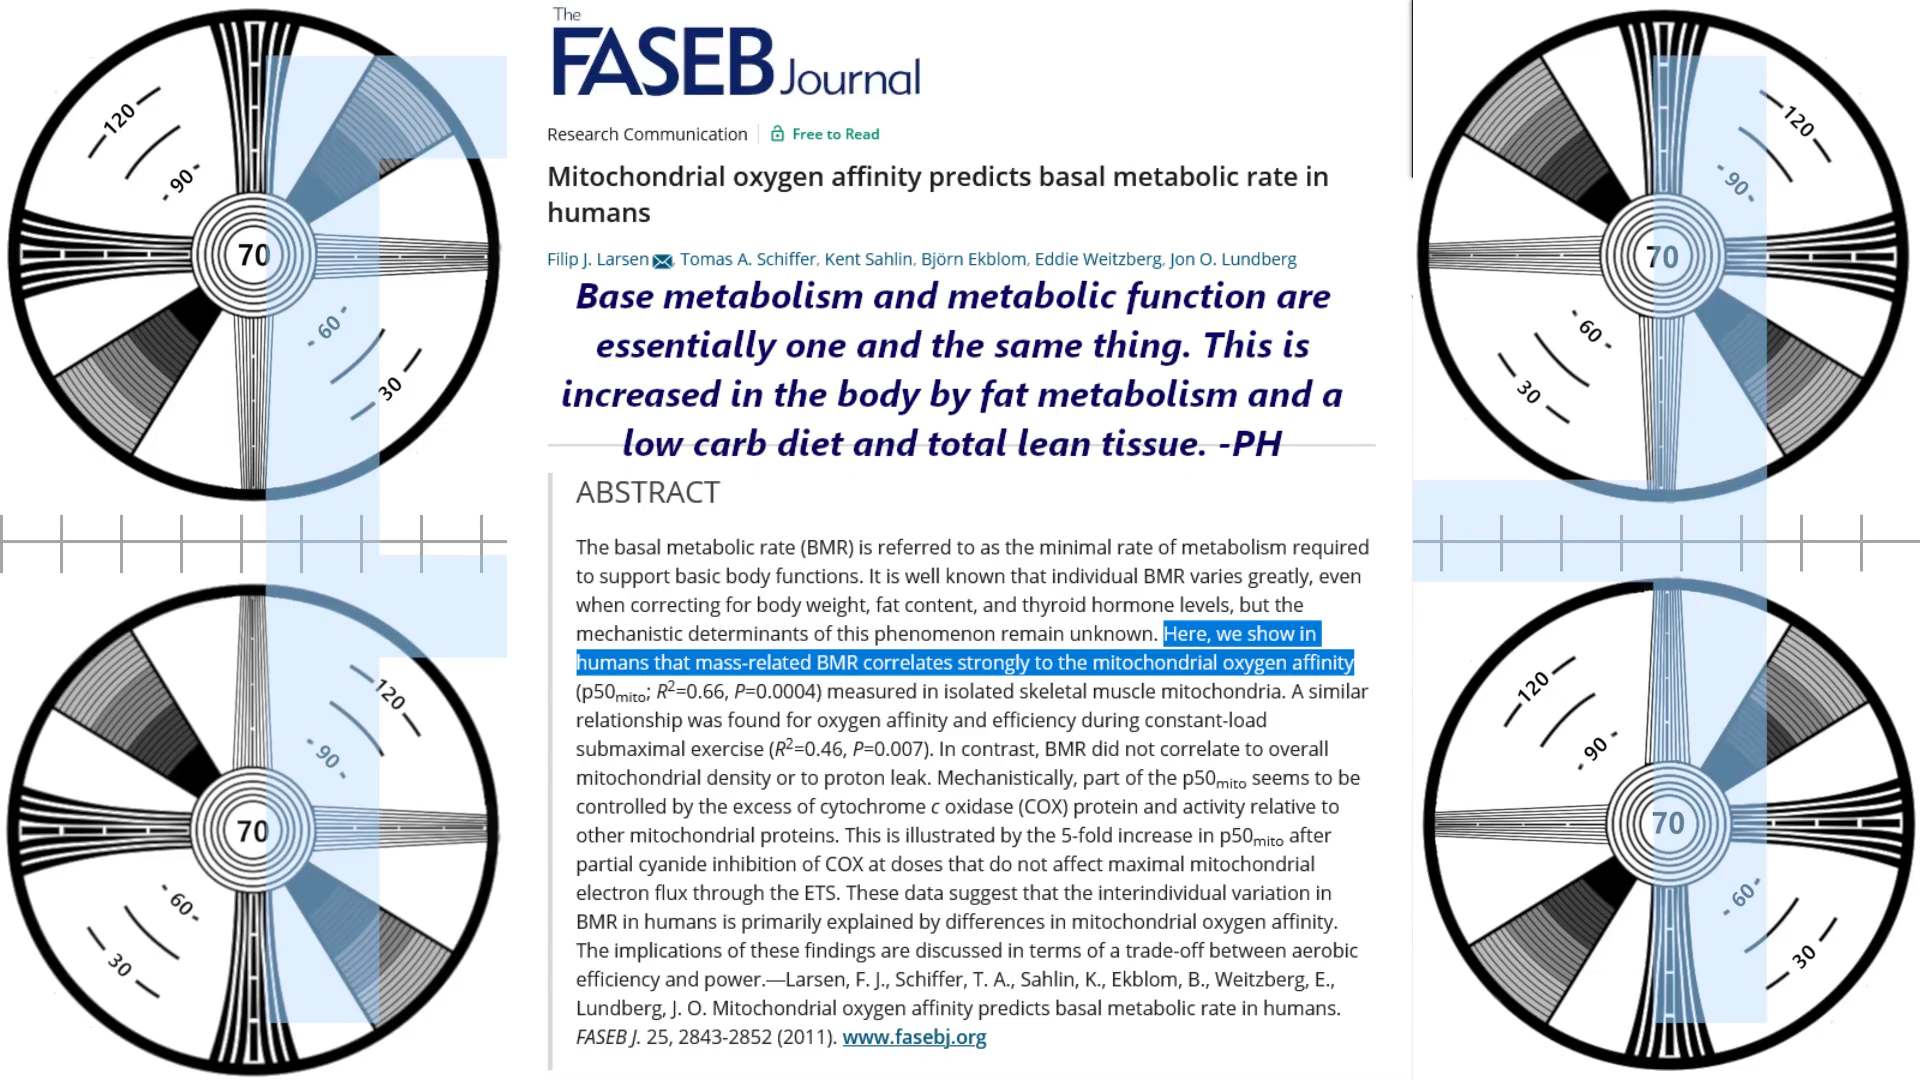 The
FASEB Journal
Research Communication Free to Read
Mitochondrial oxygen affinity predicts basal metabolic rate in
humans
Filip J. Larsen, Tomas A. Schiffer, Kent Sahlin, Björn Ekblom, Eddie Weitzberg, Jon O. Lundberg
Base metabolism and metabolic function are
essentially one and the same thing. This is
increased in the body by fat metabolism and a
low carb diet and total lean tissue. -PH
ABSTRACT
The basal metabolic rate (BMR) is referred to as the minimal rate of metabolism required
to support basic body functions. It is well known that individual BMR varies greatly, even
when correcting for body weight, fat content, and thyroid hormone levels, but the
mechanistic determinants of this phenomenon remain unknown. Here, we show in
humans that mass-related BMR correlates strongly to the mitochondrial oxygen affinity
(p50mito; R2=0.66, P=0.0004) measured in isolated skeletal muscle mitochondria. A similar
relationship was found for oxygen affinity and efficiency during constant-load
submaximal exercise (R2=0.46, P=0.007). In contrast, BMR did not correlate to overall
mitochondrial density or to proton leak. Mechanistically, part of the p50mito seems to be
controlled by the excess of cytochrome c oxidase (COX) protein and activity relative to
other mitochondrial proteins. This is illustrated by the 5-fold increase in p50mito after
partial cyanide inhibition of COX at doses that do not affect maximal mitochondrial
electron flux through the ETS. These data suggest that the interindividual variation in
BMR in humans is primarily explained by differences in mitochondrial oxygen affinity.
The implications of these findings are discussed in terms of a trade-off between aerobic
efficiency and power.—Larsen, F. J., Schiffer, T. A., Sahlin, K., Ekblom, B., Weitzberg, E.,
Lundberg, J. O. Mitochondrial oxygen affinity predicts basal metabolic rate in humans.
FASEB J. 25, 2843-2852 (2011). www.fasebj.org
120
90
70
60
30
120
90
70
60
30
120
90
70
60
30
120
90
70
60
30